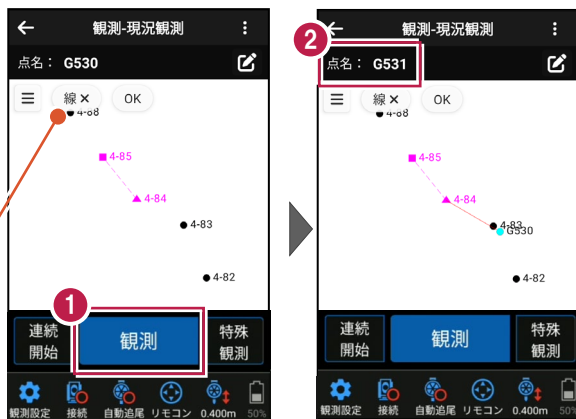 観測-現況観測
点名： G530
線 × OK
4-88
4-85
4-84
4-83
4-82
1
連続
開始
観測
特殊
観測
観測設定 接続 自動追尾 リモコン 0.400m 50%
2
観測-現況観測
点名： G531
線 × OK
4-88
4-85
4-84
4-83
G530
4-82
連続
開始
観測
特殊
観測
観測設定 接続 自動追尾 リモコン 0.400m 50%